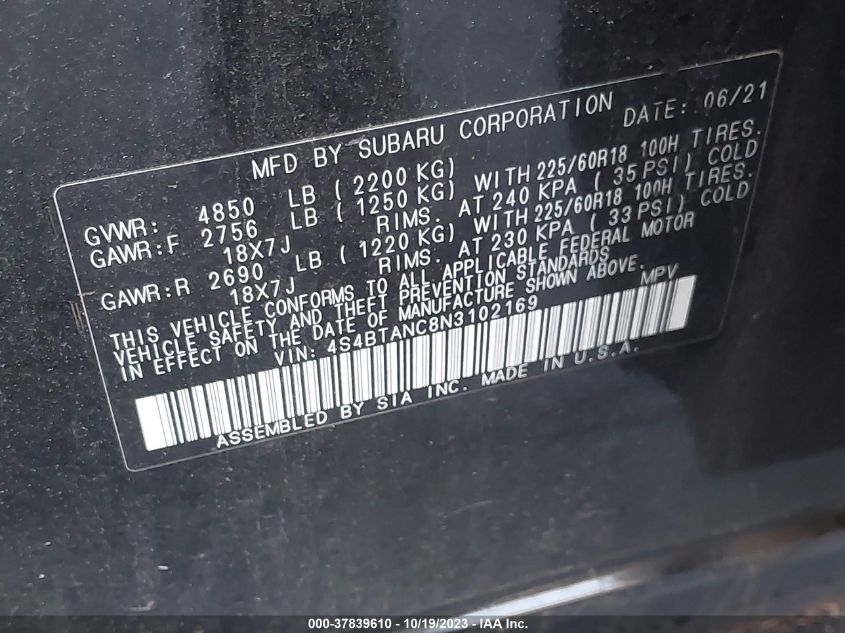 MFD BY SUBARU CORPORATION DATE: 06/21
GVWR: 4850 LB ( 2200 KG)
GAWR:F 2756 LB ( 1250 KG) WITH 225/60R18 100H TIRES.
18X7J RIMS. AT 240 KPA ( 35 PSI) COLD
GAWR:R 2690 LB ( 1220 KG) WITH 225/60R18 100H TIRES.
18X7J RIMS. AT 230 KPA ( 33 PSI) COLD
THIS VEHICLE CONFORMS TO ALL APPLICABLE FEDERAL MOTOR
VEHICLE SAFETY AND THEFT PREVENTION STANDARDS
IN EFFECT ON THE DATE OF MANUFACTURE SHOWN ABOVE.
VIN: 4S4BTANC8N3102169 MPV
ASSEMBLED BY SIA INC. MADE IN U.S.A.
000-37839610 - 10/19/2023 - IAA Inc.